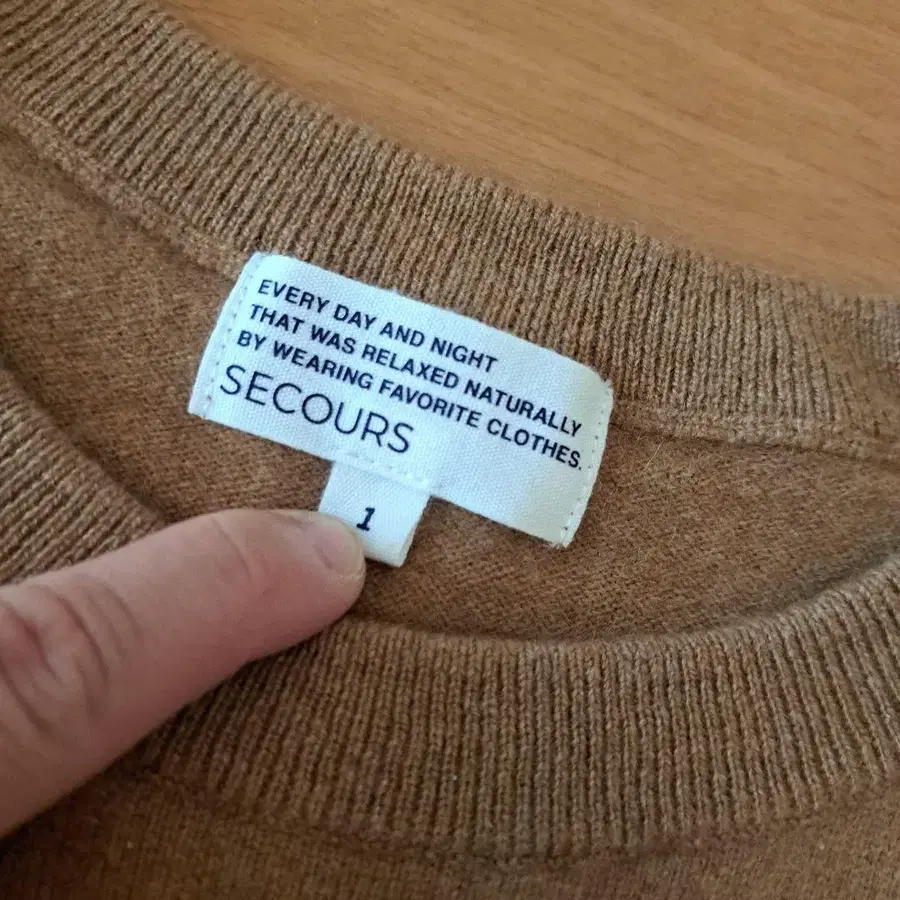 EVERY DAY AND NIGHT
THAT WAS RELAXED NATURALLY
BY WEARING FAVORITE CLOTHES.
SECOURS
1